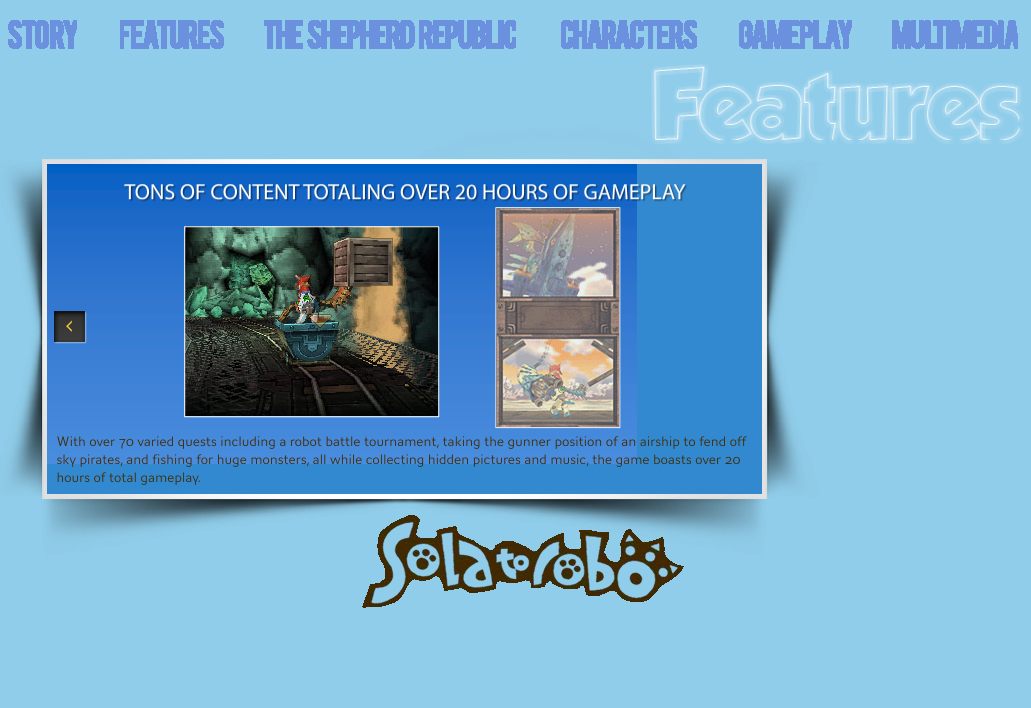 STORY FEATURES THE SHEPHERD REPUBLIC CHARACTERS GAMEPLAY MULTIMEDIA
Features
TONS OF CONTENT TOTALING OVER 20 HOURS OF GAMEPLAY
With over 70 varied quests including a robot battle tournament, taking the gunner position of an airship to fend off
sky pirates, and fishing for huge monsters, all while collecting hidden pictures and music, the game boasts over 20
hours of total gameplay.
Solatorobo